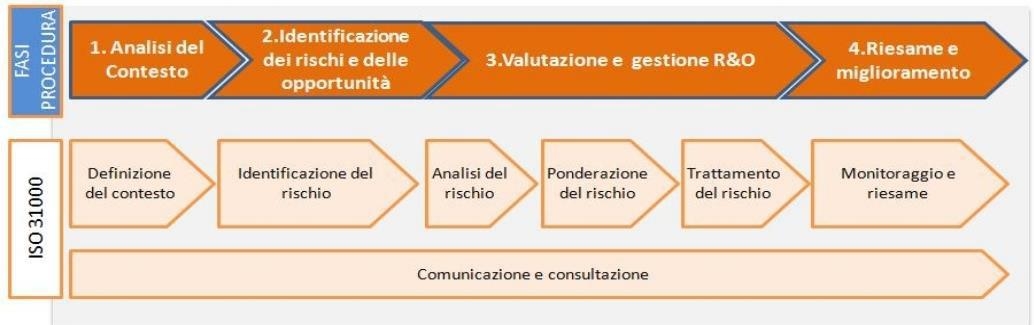 FASI
PROCEDURA
1. Analisi del
Contesto
2.Identificazione
dei rischi e delle
opportunità
3.Valutazione e gestione R&O
4.Riesame e
miglioramento
ISO 31000
Definizione
del contesto
Identificazione del
rischio
Analisi del
rischio
Ponderazione
del rischio
Trattamento
del rischio
Monitoraggio e
riesame
Comunicazione e consultazione